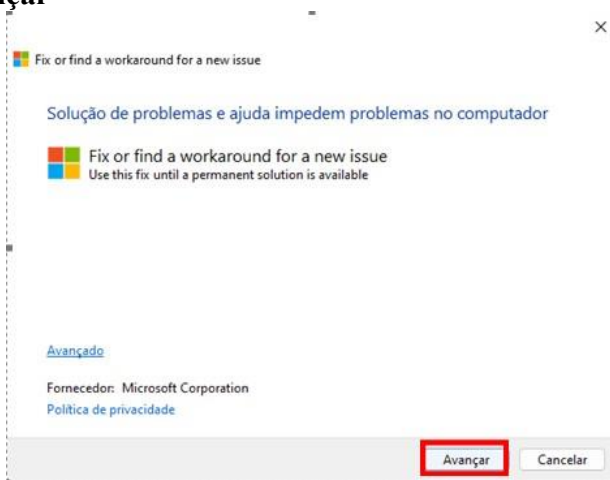 Fix or find a workaround for a new issue
Solução de problemas e ajuda impedem problemas no computador
Fix or find a workaround for a new issue
Use this fix until a permanent solution is available
Avançado
Fornecedor: Microsoft Corporation
Política de privacidade
Avançar Cancelar